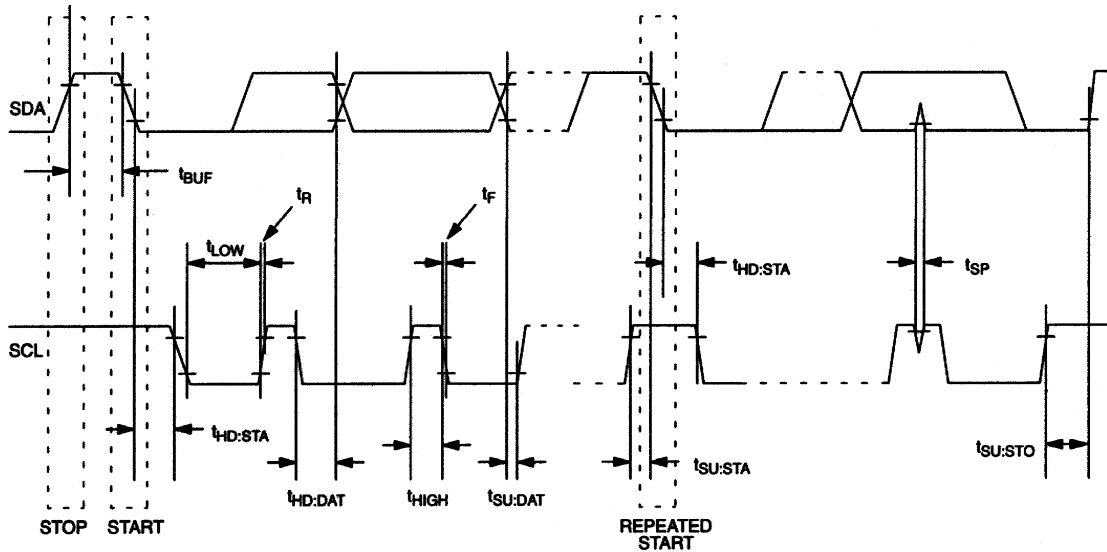 SDA
tBUF
tR
tF
tLOW
tHD:STA
tSP
SCL
tHD:STA
tHD:DAT
tHIGH
tSU:DAT
tSU:STA
tSU:STO
STOP
START
REPEATED
START